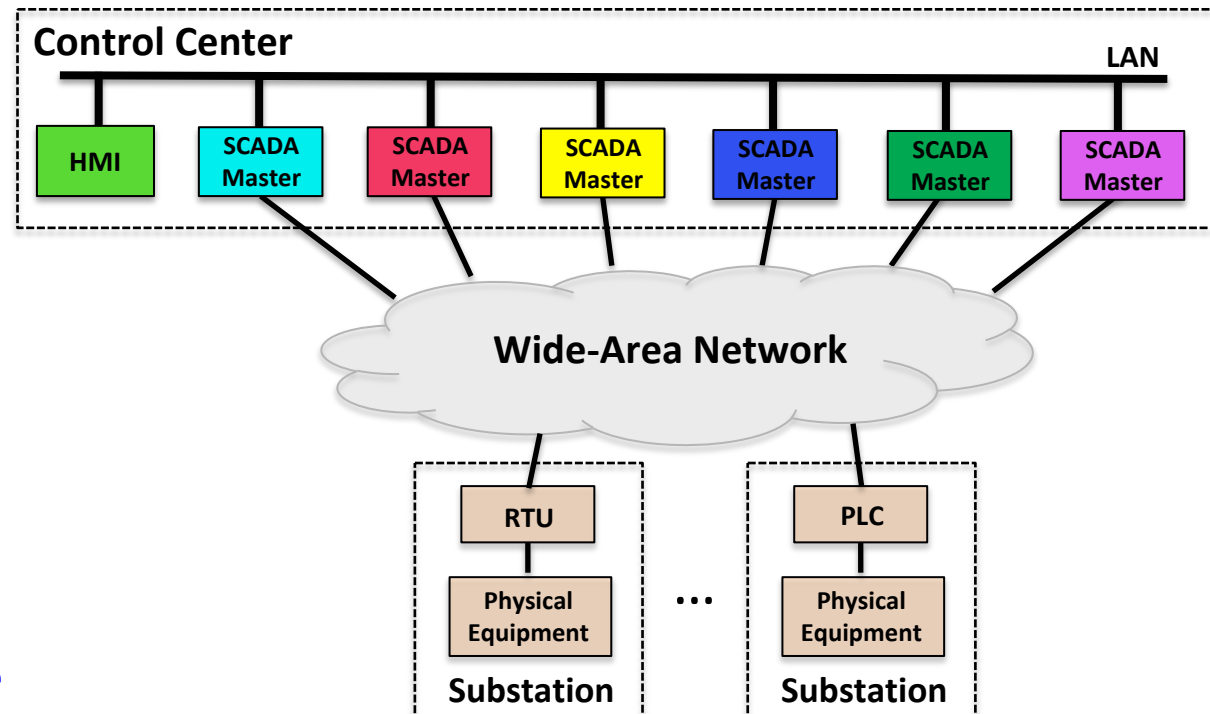 Control Center
LAN
HMI
SCADA
Master
SCADA
Master
SCADA
Master
SCADA
Master
SCADA
Master
SCADA
Master
Wide-Area Network
RTU
PLC
Physical
Equipment
...
Physical
Equipment
Substation
Substation